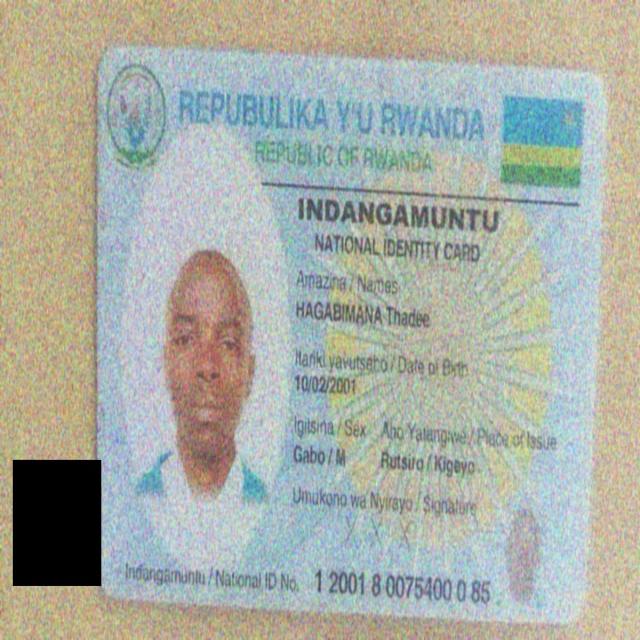 REPUBULIKA Y'U RWANDA
REPUBLIC OF RWANDA
INDANGAMUNTU
NATIONAL IDENTITY CARD
Amazina / Names
HAGABIMANA Thadee
Itariki yavutseho / Date of Birth
10/02/2001
Igitsina / Sex Aho Yatangiwe / Place of Issue
Gabo / M Rutsiro / Kigeyo
Umukono wa Nyirayo / Signature
X X X
Indangamuntu / National ID No. 1 2001 8 0075400 0 85